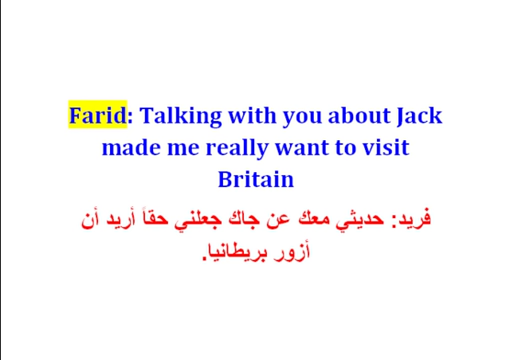 Farid: Talking with you about Jack
made me really want to visit
Britain
فريد: حديثي معك عن جاك جعلني حقاً أريد أن
أزور بريطانيا.